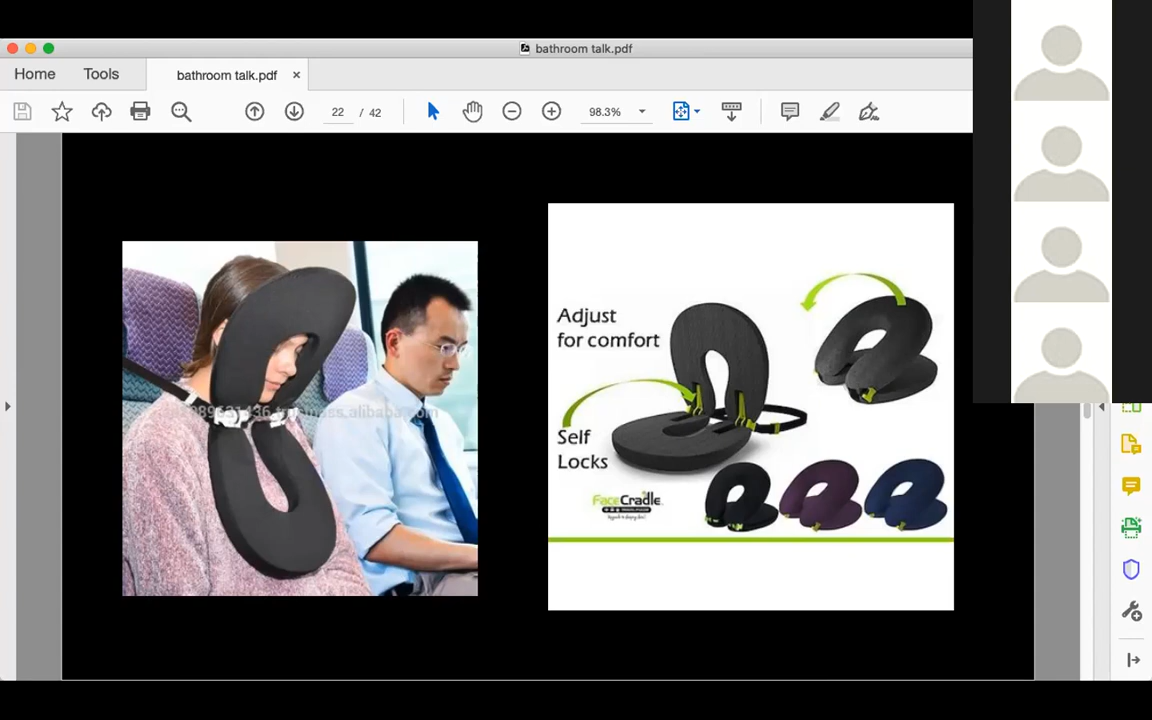 bathroom talk.pdf
Home
Tools
bathroom talk.pdf
22 / 42
98.3%
Adjust
for comfort
Self
Locks
FaceCradle